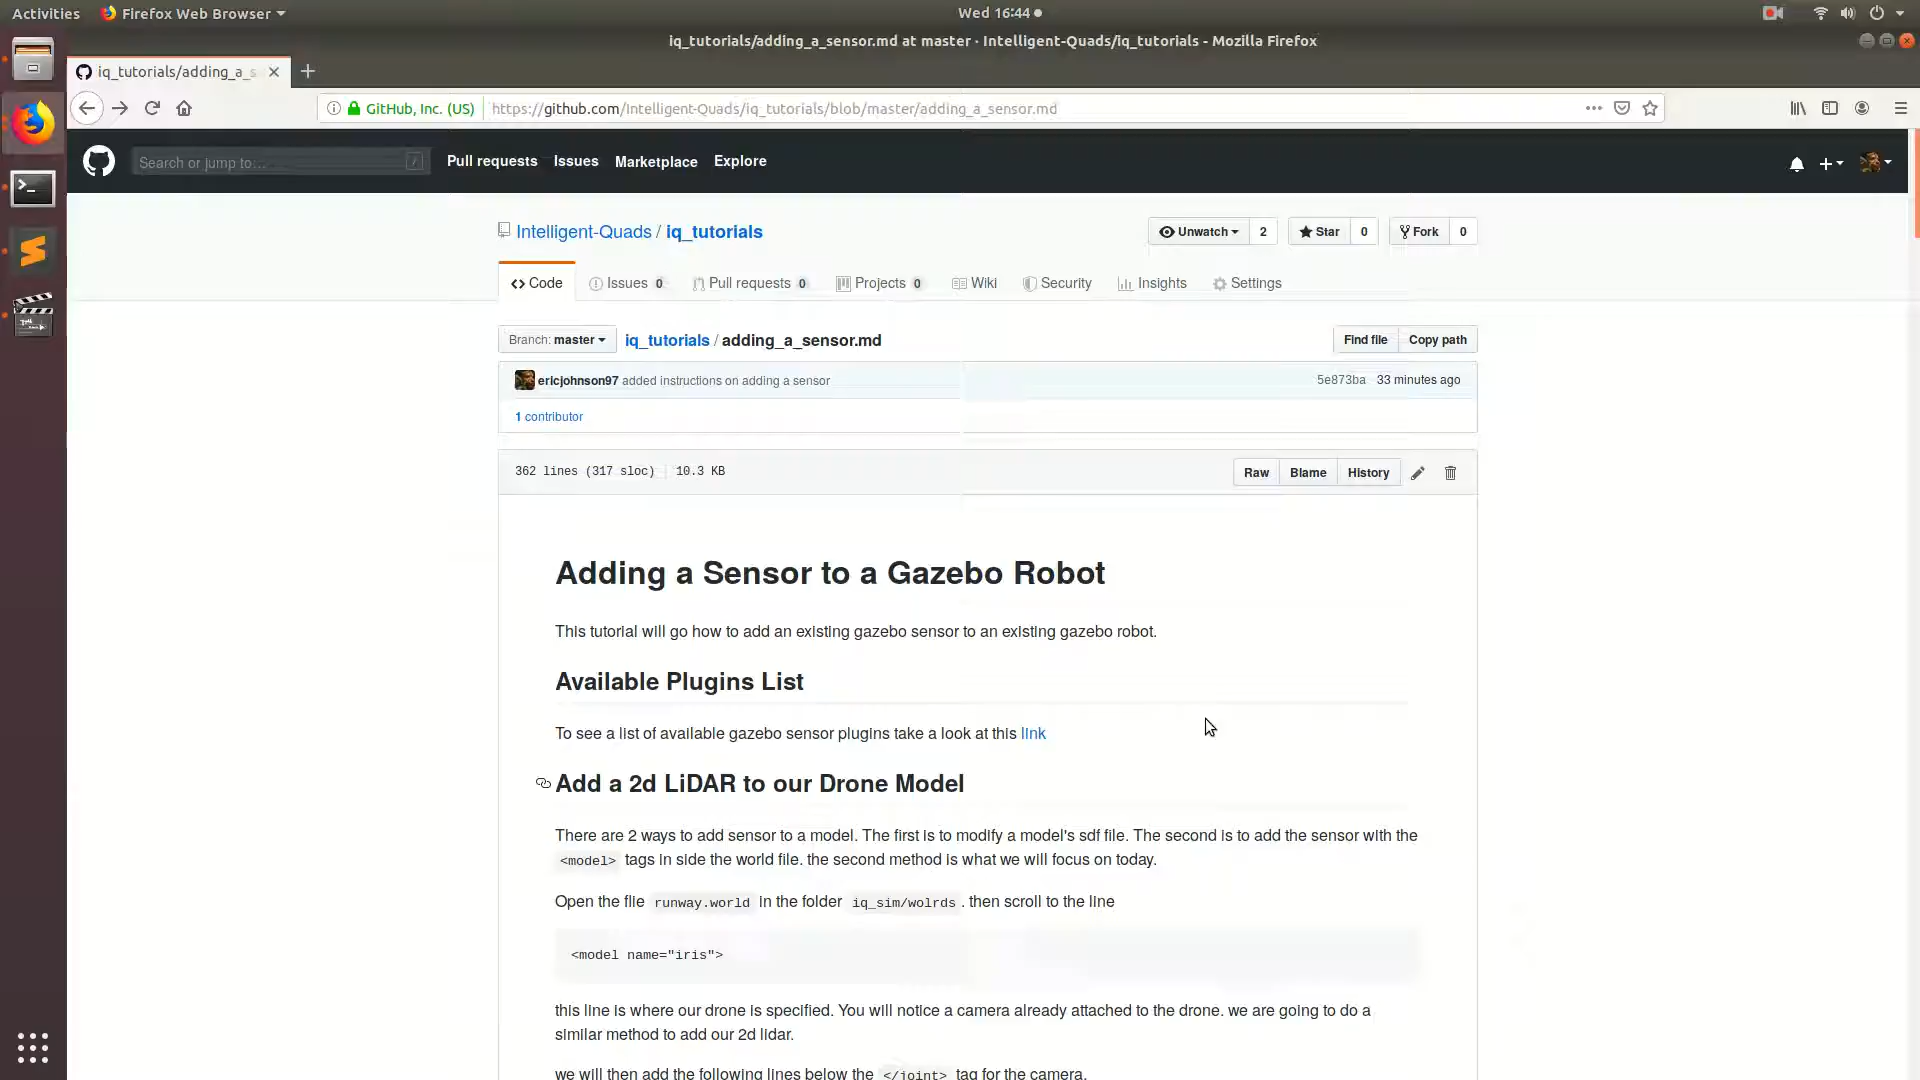 Activities Firefox Web Browser Wed 16:44
iq_tutorials/adding_a_sensor.md at master · Intelligent-Quads/iq_tutorials - Mozilla Firefox
iq_tutorials/adding_a_s
GitHub, Inc. (US) https://github.com/Intelligent-Quads/iq_tutorials/blob/master/adding_a_sensor.md
Search or jump to... / Pull requests Issues Marketplace Explore
Intelligent-Quads / iq_tutorials Unwatch 2 Star 0 Fork 0
Code Issues 0 Pull requests 0 Projects 0 Wiki Security Insights Settings
Branch: master iq_tutorials / adding_a_sensor.md Find file Copy path
ericjohnson97 added instructions on adding a sensor 5e873ba 33 minutes ago
1 contributor
362 lines (317 sloc) 10.3 KB Raw Blame History
Adding a Sensor to a Gazebo Robot
This tutorial will go how to add an existing gazebo sensor to an existing gazebo robot.
Available Plugins List
To see a list of available gazebo sensor plugins take a look at this link
Add a 2d LiDAR to our Drone Model
There are 2 ways to add sensor to a model. The first is to modify a model's sdf file. The second is to add the sensor with the
<model> tags in side the world file. the second method is what we will focus on today.
Open the flie runway.world in the folder iq_sim/wolrds . then scroll to the line
<model name="iris">
this line is where our drone is specified. You will notice a camera already attached to the drone. we are going to do a
similar method to add our 2d lidar.
we will then add the following lines below the </joint> tag for the camera.